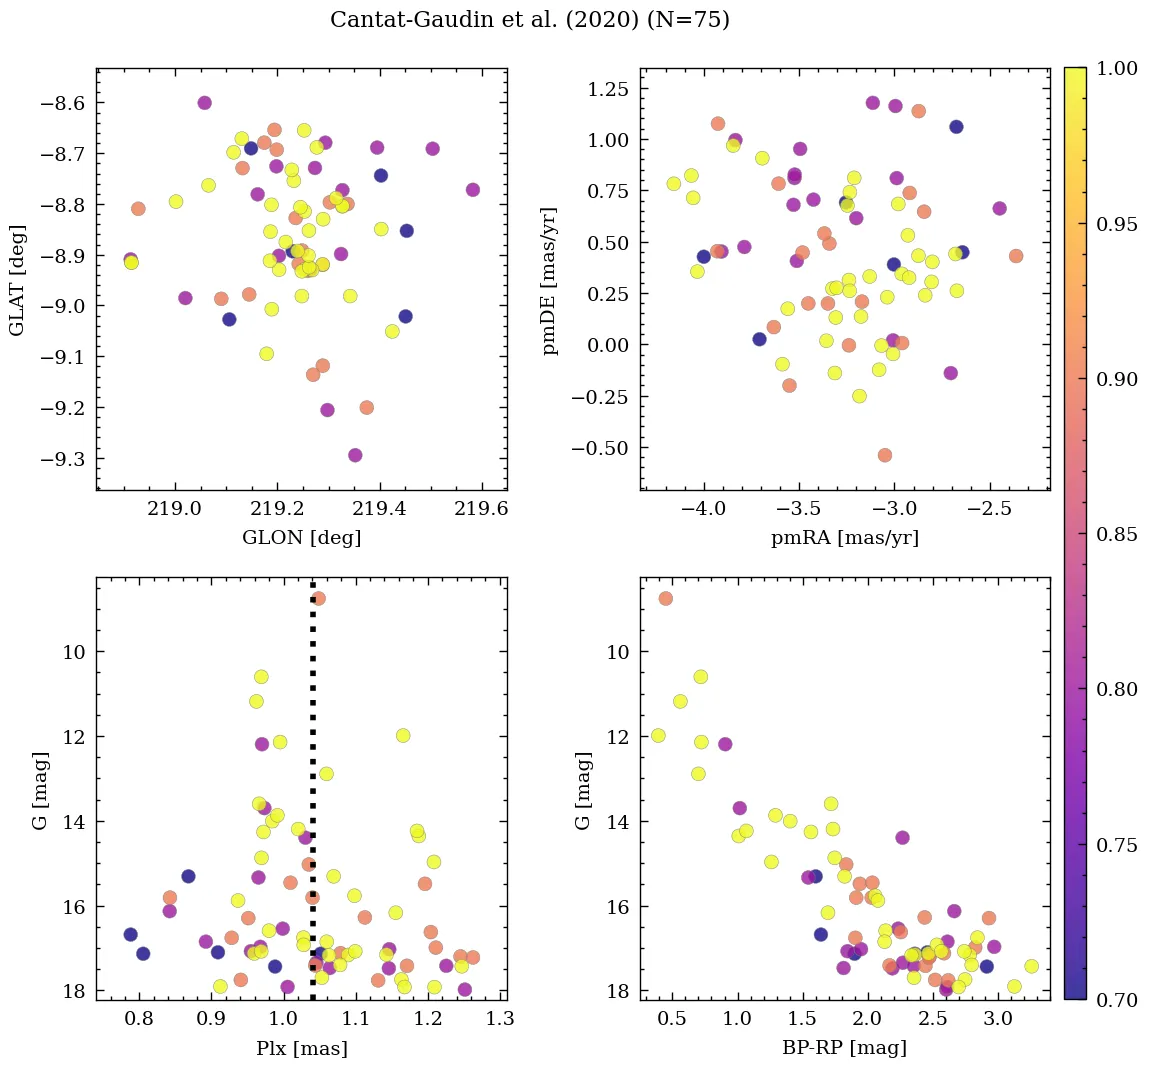 Cantat-Gaudin et al. (2020) (N=75)
−8.6
−8.7
−8.8
−8.9
−9.0
−9.1
−9.2
−9.3
GLAT [deg]
219.0 219.2 219.4 219.6
GLON [deg]
1.25
1.00
0.75
0.50
0.25
0.00
−0.25
−0.50
pmDE [mas/yr]
−4.0 −3.5 −3.0 −2.5
pmRA [mas/yr]
1.00
0.95
0.90
0.85
0.80
0.75
0.70
10
12
14
16
18
G [mag]
0.8 0.9 1.0 1.1 1.2 1.3
Plx [mas]
10
12
14
16
18
G [mag]
0.5 1.0 1.5 2.0 2.5 3.0
BP-RP [mag]